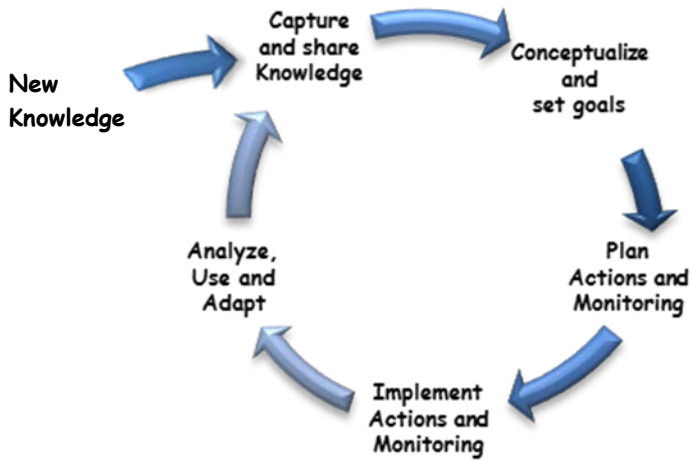 New
Knowledge
Capture
and share
Knowledge
Conceptualize
and
set goals
Plan
Actions and
Monitoring
Implement
Actions and
Monitoring
Analyze,
Use and
Adapt